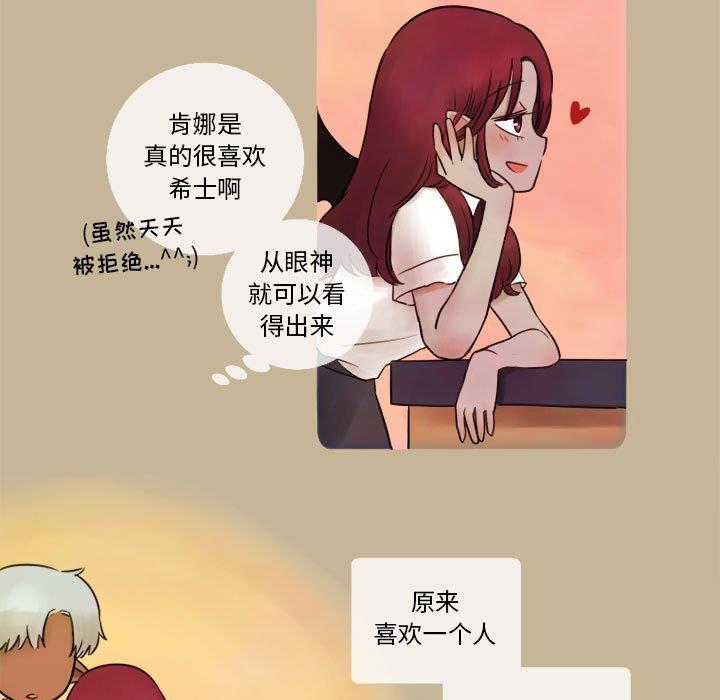 肯娜是
真的很喜欢
希士啊
(虽然天天
被拒绝...^^;)
从眼神
就可以看
得出来
原来
喜欢一个人